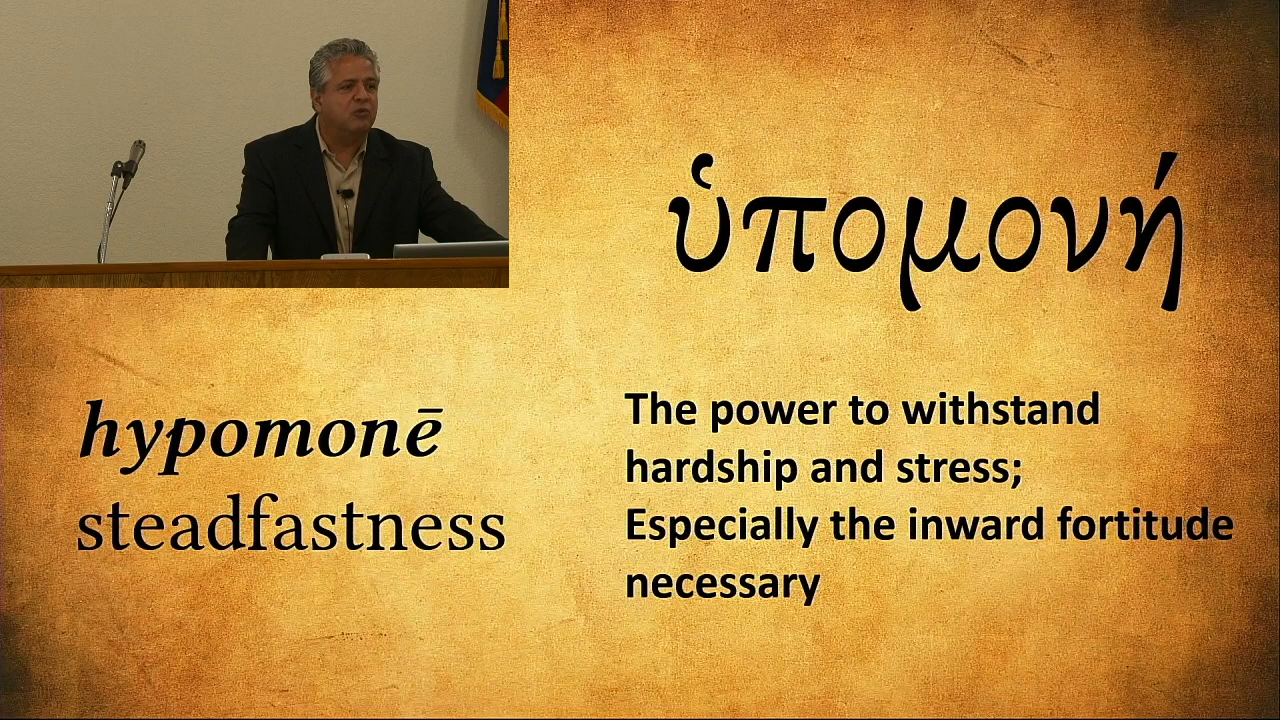 ὑπομονή
hypomonē
steadfastness
The power to withstand
hardship and stress;
Especially the inward fortitude
necessary